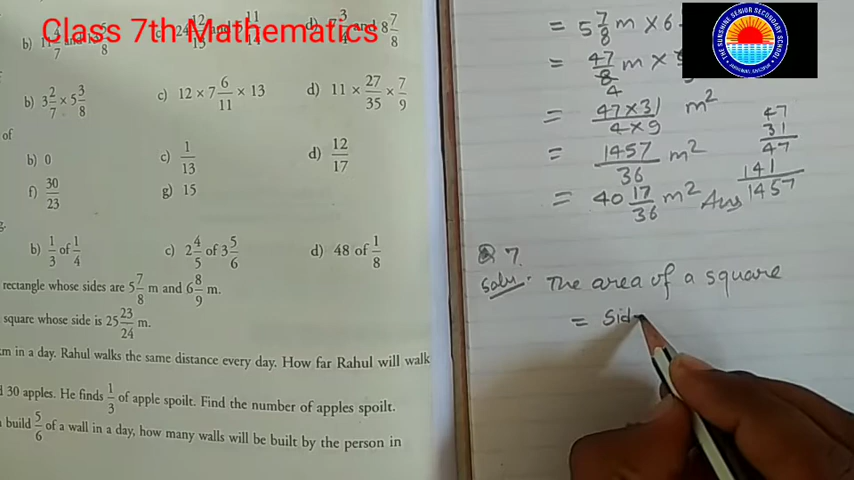 Class 7th Mathematics
b) 3 2/7 × 5 3/8 c) 12 × 7 6/11 × 13 d) 11 × 27/35 × 7/9
of
b) 0 c) 1/13 d) 12/17
f) 30/23 g) 15
b) 1/3 of 1/4 c) 2 4/5 of 3 5/6 d) 48 of 1/8
rectangle whose sides are 5 7/8 m and 6 8/9 m.
square whose side is 25 23/24 m.
m in a day. Rahul walks the same distance every day. How far Rahul will walk
30 apples. He finds 1/3 of apple spoilt. Find the number of apples spoilt.
build 5/6 of a wall in a day, how many walls will be built by the person in
= 5 7/8 m × 6
= 47/8 m ×
4
= 47×31/4×9 m²
= 1457/36 m²
= 40 17/36 m² Ans
47
31
47
141
1457
Q 7.
Solu. The area of a square
= Sid
THE SUNSHINE SENIOR SECONDARY SCHOOL